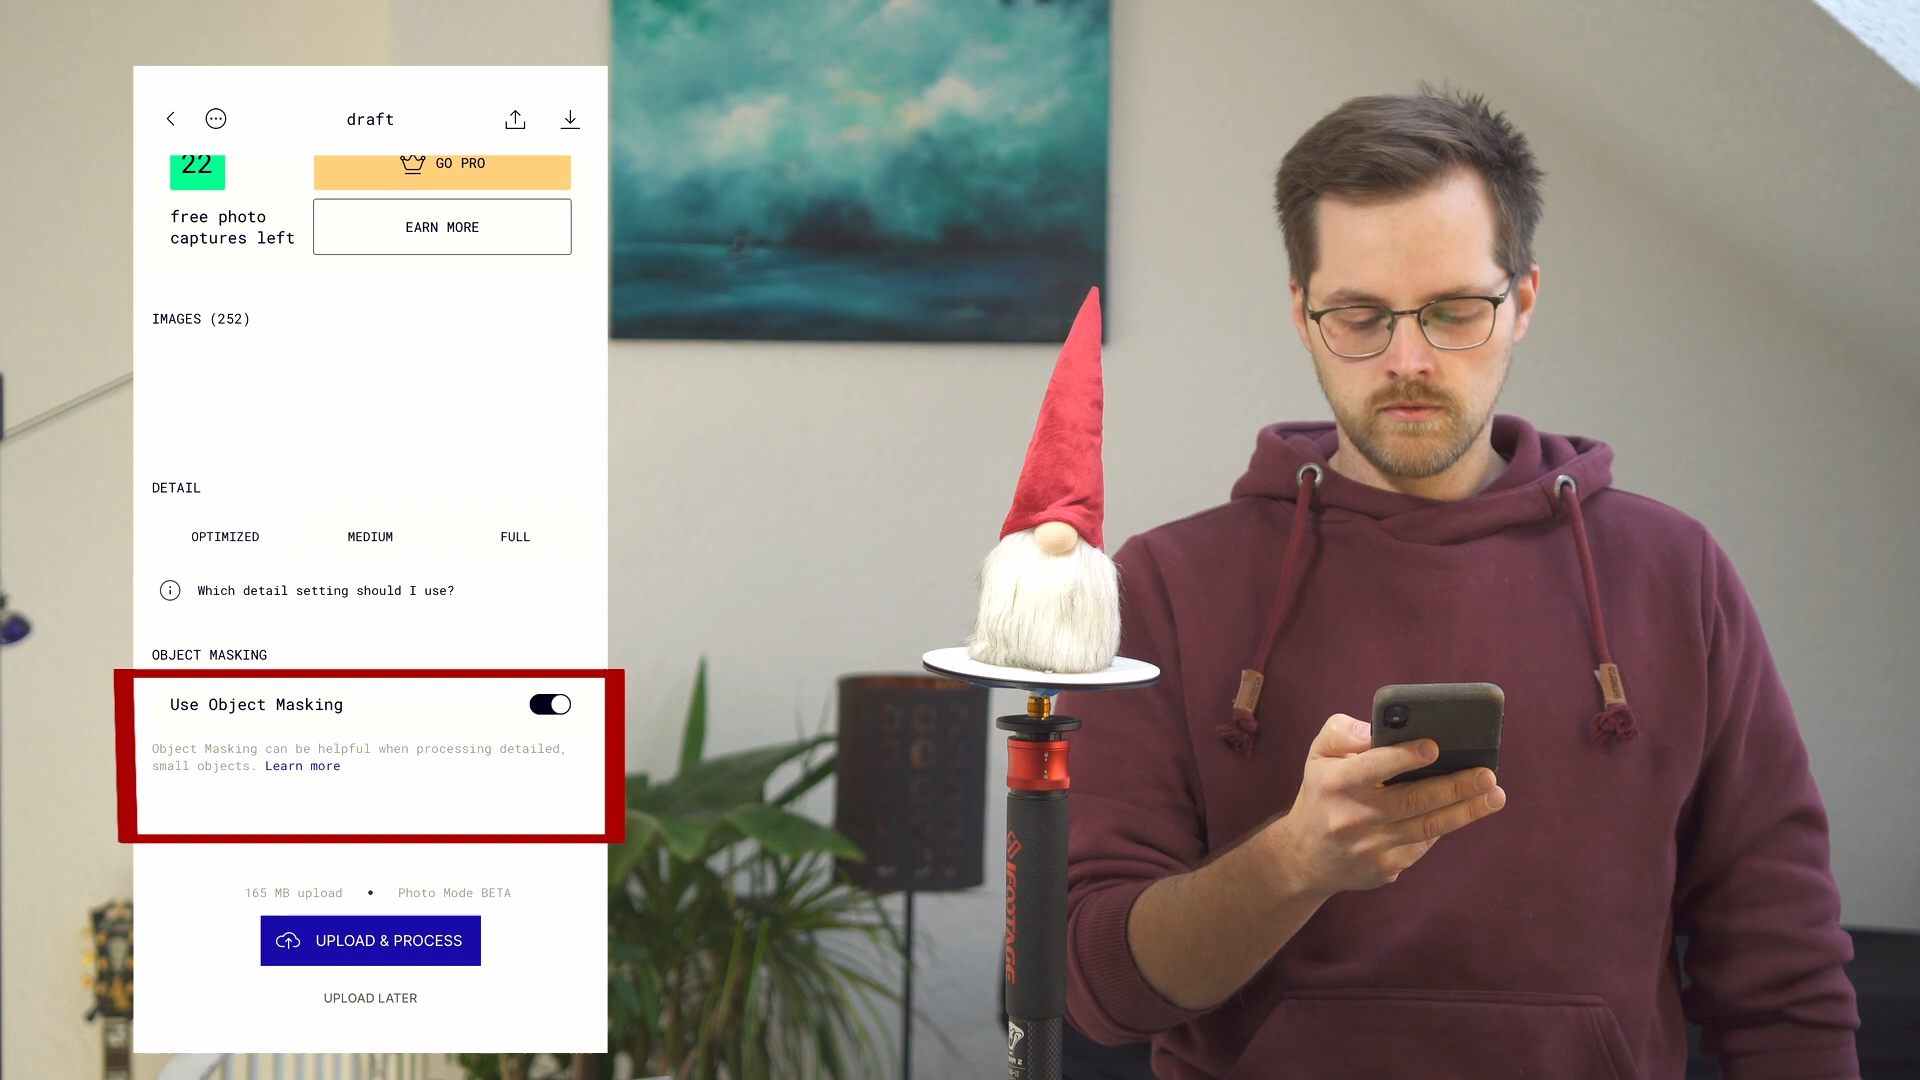 draft
22
GO PRO
free photo
captures left
EARN MORE
IMAGES (252)
DETAIL
OPTIMIZED MEDIUM FULL
Which detail setting should I use?
OBJECT MASKING
Use Object Masking
Object Masking can be helpful when processing detailed,
small objects. Learn more
165 MB upload • Photo Mode BETA
UPLOAD & PROCESS
UPLOAD LATER
IFOOTAGE